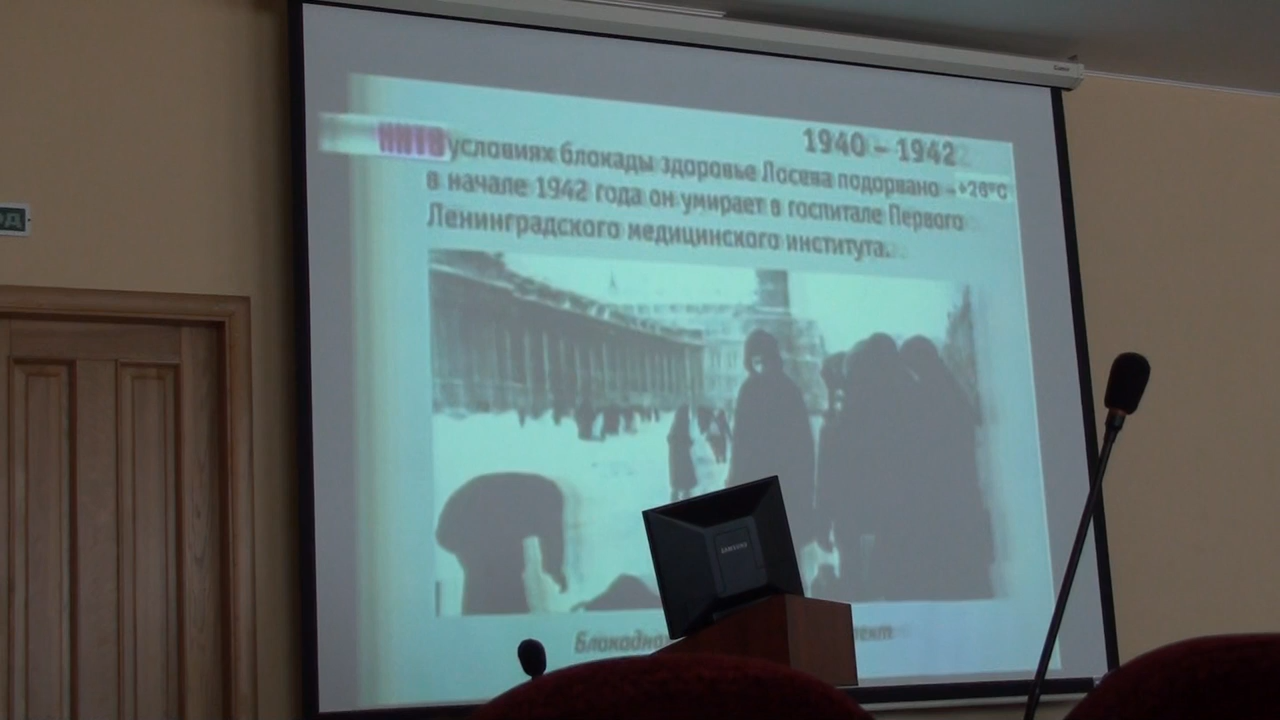 1940 – 1942
ННТВ условиях блокады здоровье Лосева подорвано – +26°C
в начале 1942 года он умирает в госпитале Первого
Ленинградского медицинского института.
SAMSUNG